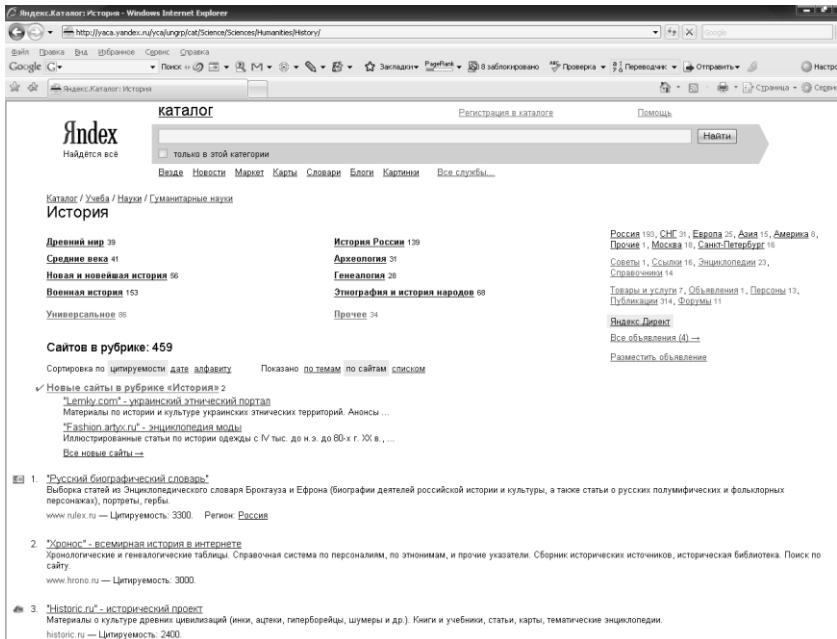 Яндекс.Каталог: История - Windows Internet Explorer
http://yaca.yandex.ru/yca/ungrp/cat/Science/Sciences/Humanities/History/
Google
Файл Правка Вид Избранное Сервис Справка
Google G Поиск Закладки PageRank 8 заблокировано Проверка Переводчик Отправить Настро
Яндекс.Каталог: История
Страница Сервис
каталог Регистрация в каталоге Помощь
Яndex
Найдётся всё
Найти
только в этой категории
Везде Новости Маркет Карты Словари Блоги Картинки Все службы...
Каталог / Учеба / Науки / Гуманитарные науки
История
Древний мир 39
Средние века 41
Новая и новейшая история 56
Военная история 153
Универсальное 86
История России 139
Археология 31
Генеалогия 28
Этнография и история народов 68
Прочее 34
Россия 193, СНГ 31, Европа 25, Азия 15, Америка 8,
Прочие 1, Москва 18, Санкт-Петербург 16
Советы 1, Ссылки 16, Энциклопедии 23,
Справочники 14
Товары и услуги 7, Объявления 1, Персоны 13,
Публикации 314, Форумы 11
Яндекс.Директ
Все объявления (4) →
Разместить объявление
Сайтов в рубрике: 459
Сортировка по цитируемости дате алфавиту Показано по темам по сайтам списком
Новые сайты в рубрике «История» 2
"Lemky.com" - украинский этнический портал
Материалы по истории и культуре украинских этнических территорий. Анонсы ...
"Fashion.artyx.ru" - энциклопедия моды
Иллюстрированные статьи по истории одежды с IV тыс. до н.э. до 80-х г. XX в., ...
Все новые сайты →
1. "Русский биографический словарь"
Выборка статей из Энциклопедического словаря Брокгауза и Ефрона (биографии деятелей российской истории и культуры, а также статьи о русских полумифических и фольклорных
персонажах), портреты, гербы.
www.rulex.ru — Цитируемость: 3300. Регион: Россия
2. "Хронос" - всемирная история в интернете
Хронологические и генеалогические таблицы. Справочная система по персоналиям, по этнонимам, и прочие указатели. Сборник исторических источников, историческая библиотека. Поиск по
сайту.
www.hrono.ru — Цитируемость: 3000.
3. "Historic.ru" - исторический проект
Материалы о культуре древних цивилизаций (инки, ацтеки, гиперборейцы, шумеры и др.). Книги и учебники, статьи, карты, тематические энциклопедии.
historic.ru — Цитируемость: 2400.